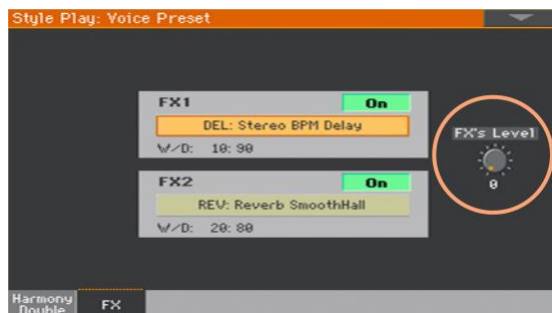 Style Play: Voice Preset
FX1
On
DEL: Stereo BPM Delay
W/D: 10:90
FX's Level
0
FX2
On
REV: Reverb SmoothHall
W/D: 20:80
Harmony
Double
FX